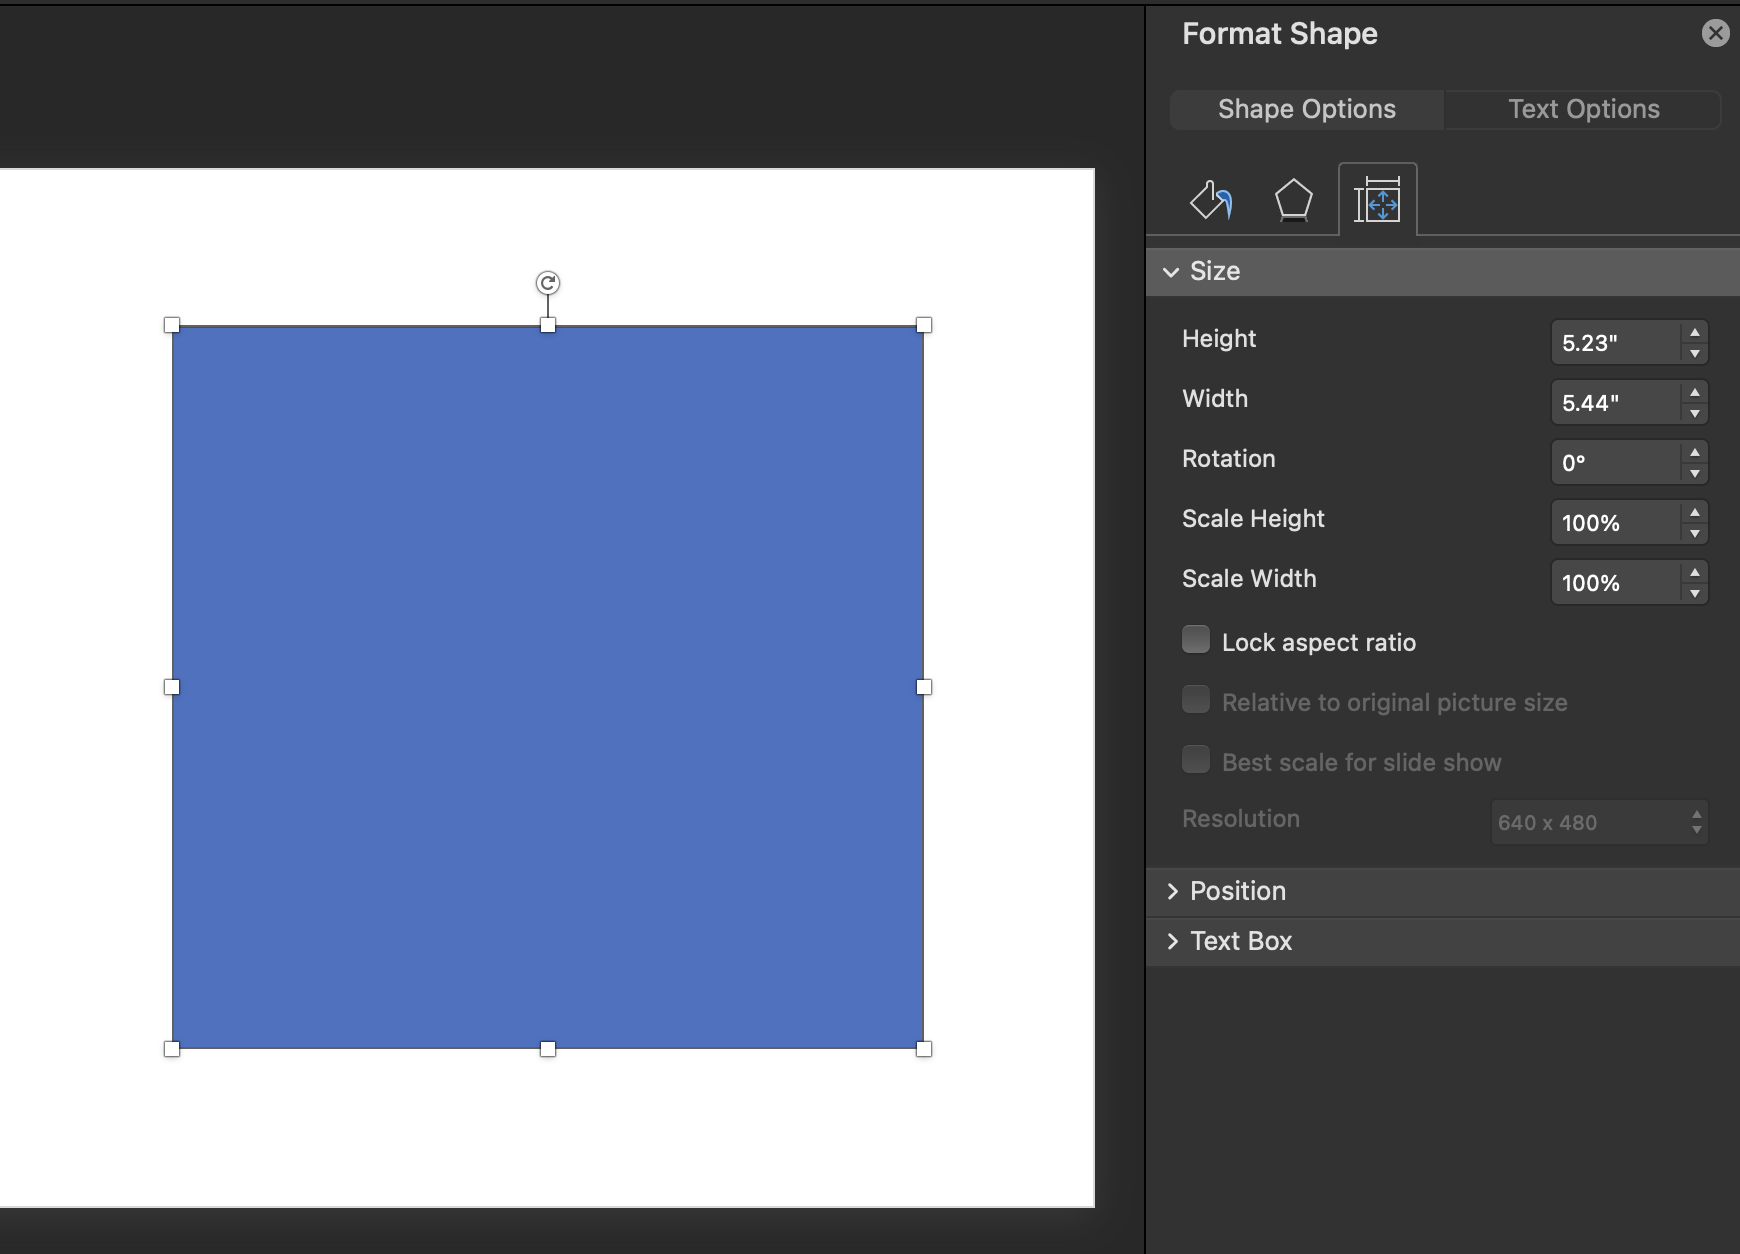 Format Shape
Shape Options
Text Options
Size
Height
5.23"
Width
5.44"
Rotation
0°
Scale Height
100%
Scale Width
100%
Lock aspect ratio
Relative to original picture size
Best scale for slide show
Resolution
640 x 480
Position
Text Box